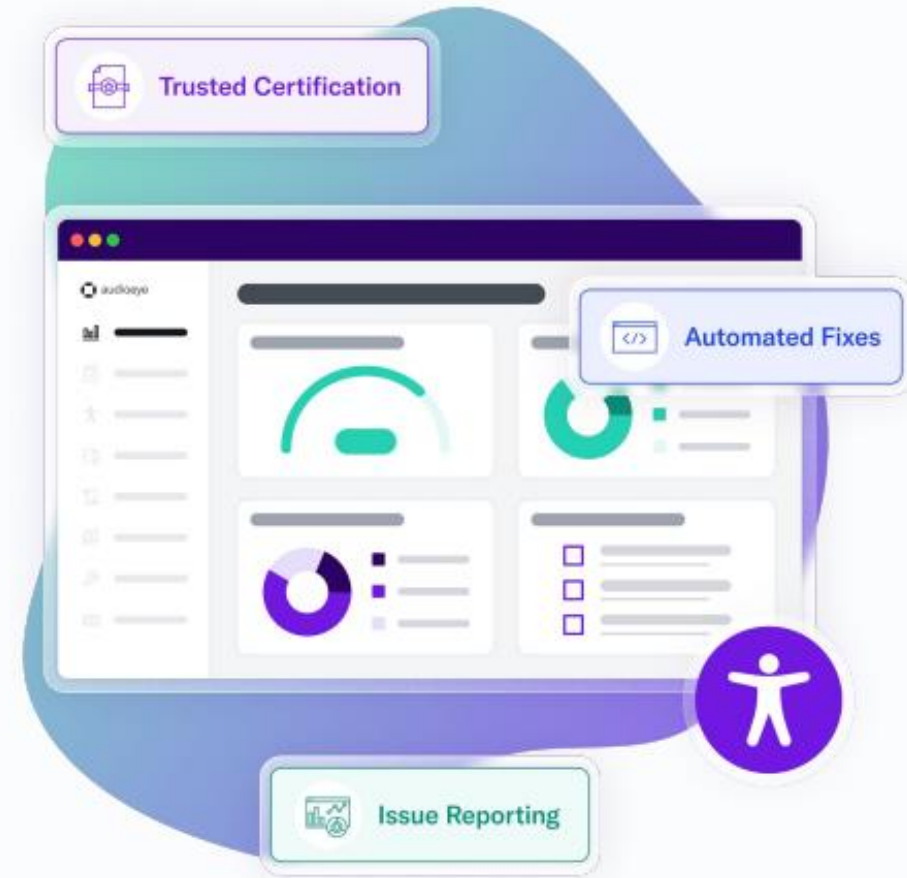 Trusted Certification
audioeye
Automated Fixes
Issue Reporting